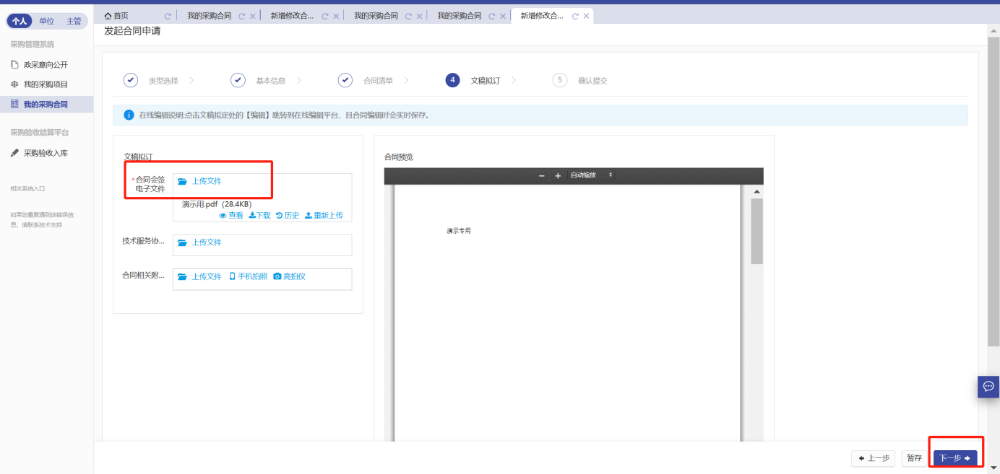 个人 单位 主管
采购管理系统
政采意向公开
我的采购项目
我的采购合同
采购验收结算平台
采购验收入库
相关系统入口
如果您重复遇到该错误信
息，请联系技术支持
首页 我的采购合同 新增修改合... 我的采购合同 我的采购合同 新增修改合...
发起合同申请
类型选择 基本信息 合同清单 4 文稿拟订 5 确认提交
在线编辑说明:点击文稿拟定处的【编辑】跳转到在线编辑平台、且合同编辑时会实时保存。
文稿拟订
*合同会签
电子文件
上传文件
演示用.pdf（28.4KB）
查看 下载 历史 重新上传
技术服务协... 上传文件
合同相关附... 上传文件 手机拍照 高拍仪
合同预览
自动缩放
演示专用
上一步 暂存 下一步